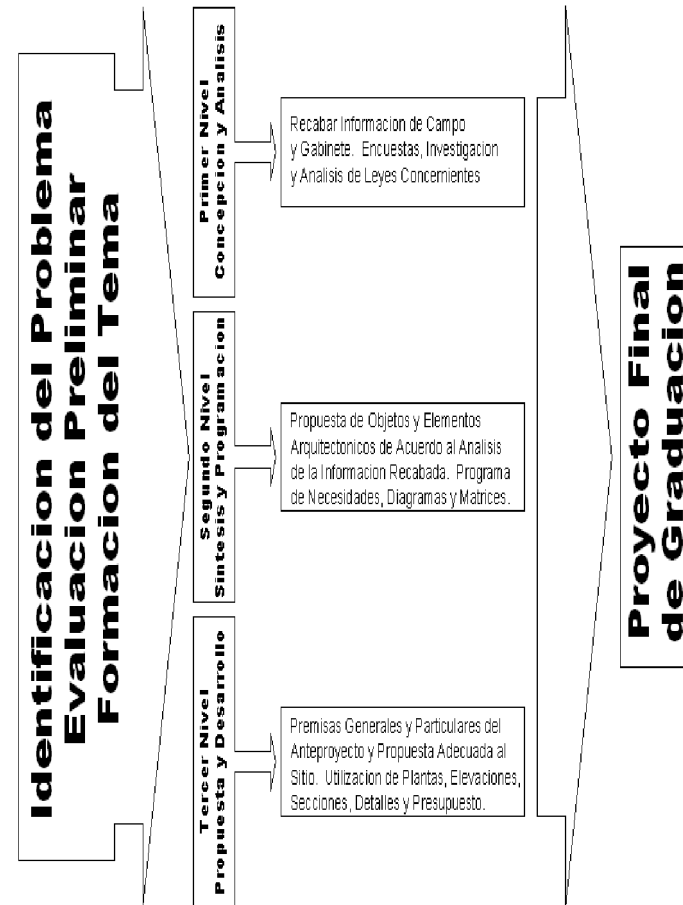 Identificacion del Problema
Evaluacion Preliminar
Formacion del Tema
Primer Nivel
Concepcion y Analisis
Recabar Informacion de Campo
y Gabinete. Encuestas, Investigacion
y Analisis de Leyes Concernientes
Segundo Nivel
Sintesis y Programacion
Propuesta de Objetos y Elementos
Arquitectonicos de Acuerdo al Analisis
de la Informacion Recabada. Programa
de Necesidades, Diagramas y Matrices.
Tercer Nivel
Propuesta y Desarrollo
Premisas Generales y Particulares del
Anteproyecto y Propuesta Adecuada al
Sitio. Utilizacion de Plantas, Elevaciones,
Secciones, Detalles y Presupuesto.
Proyecto Final
de Graduacion